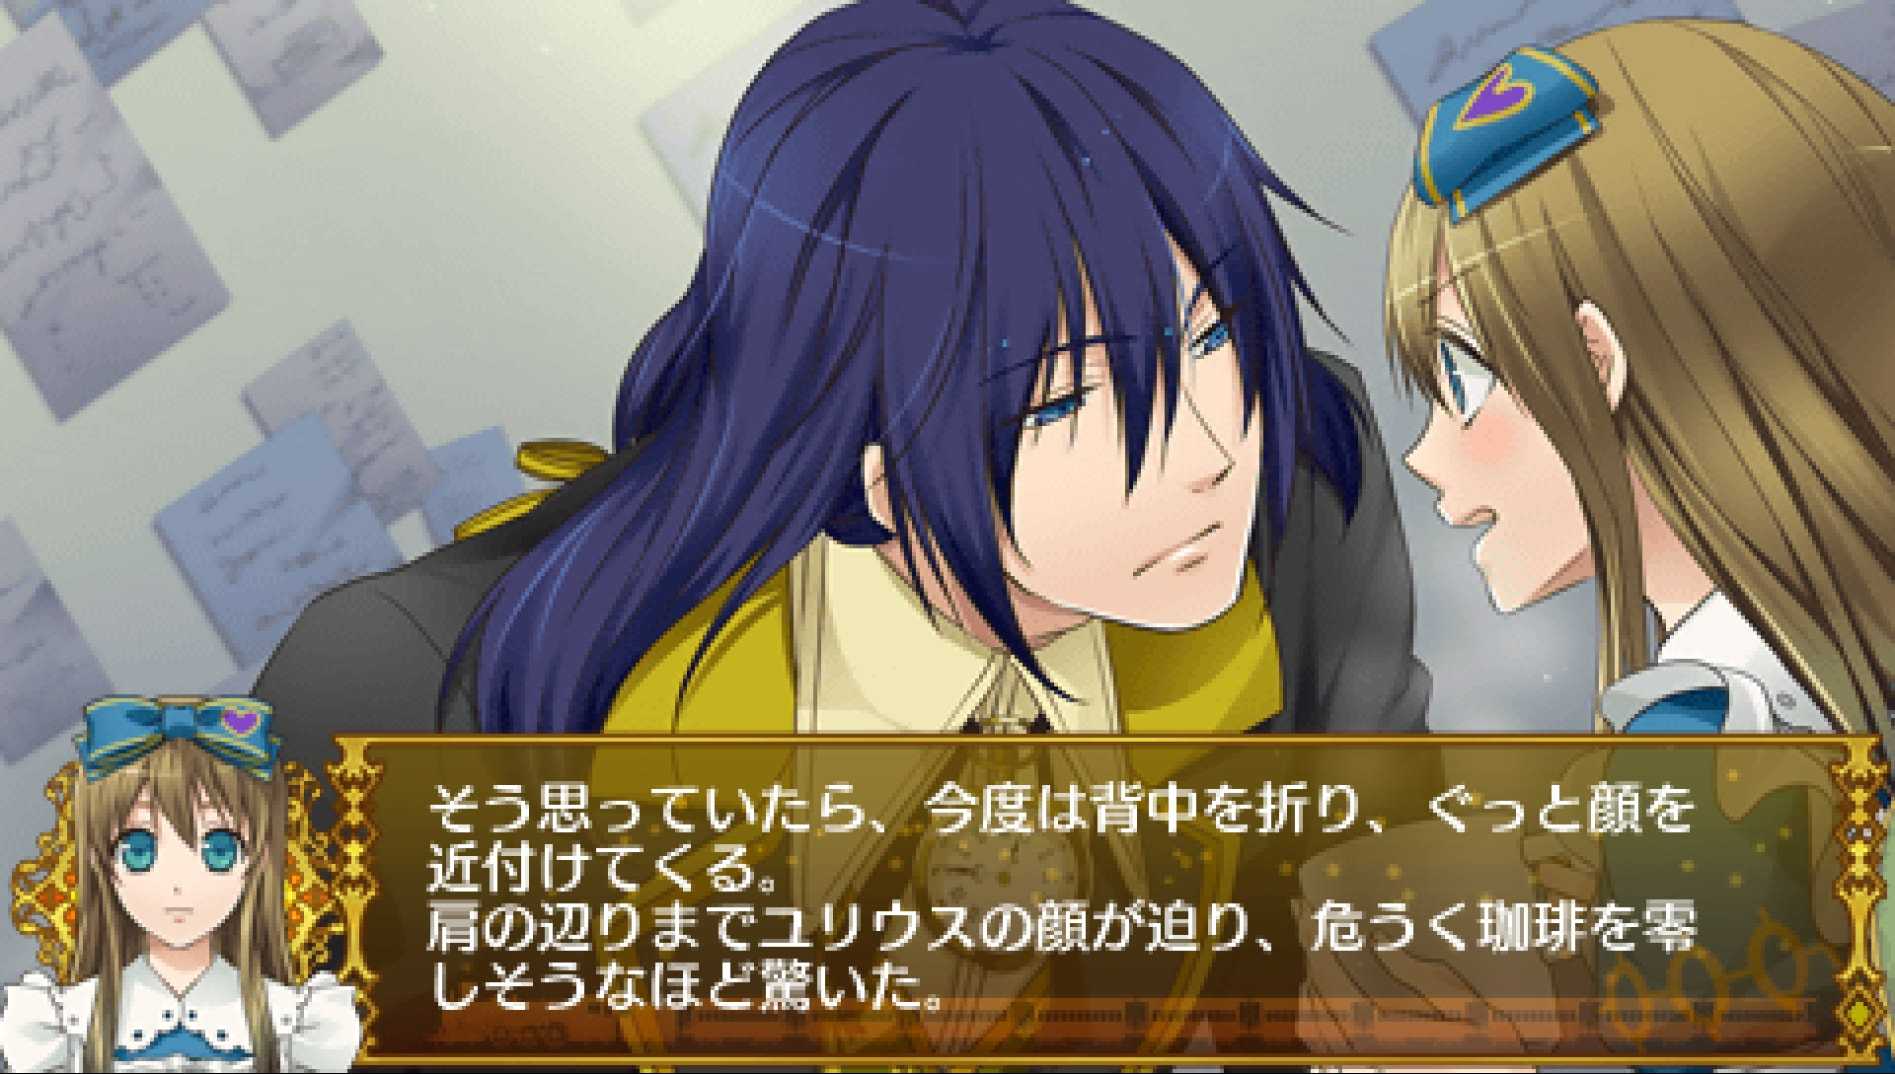 そう思っていたら、今度は背中を折り、ぐっと顔を
近付けてくる。
肩の辺りまでユリウスの顔が迫り、危うく珈琲を零
しそうなほど驚いた。